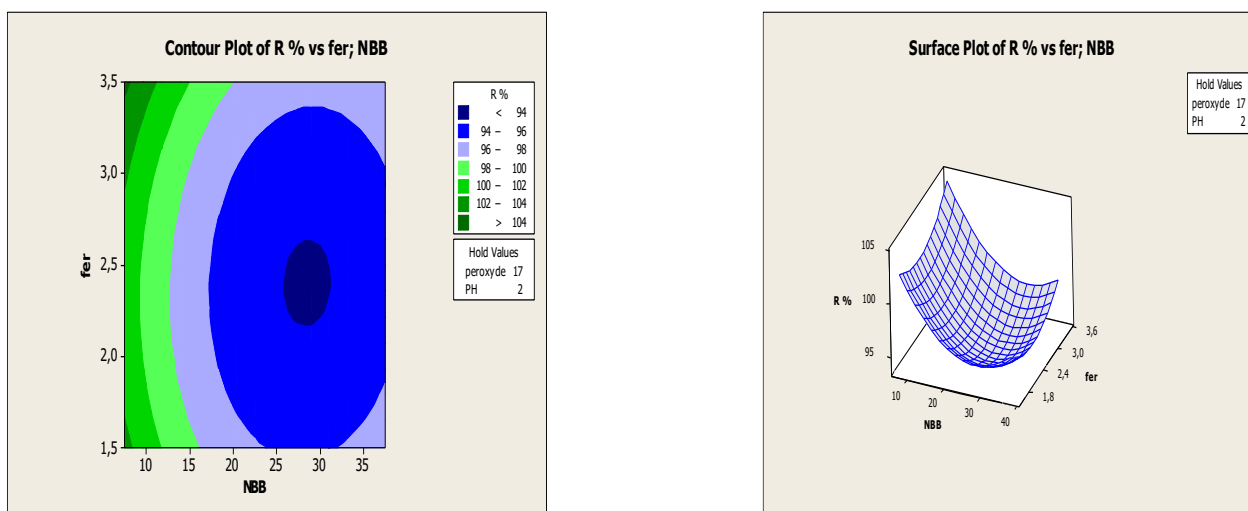 Contour Plot of R % vs fer; NBB
fer
3,5
3,0
2,5
2,0
1,5
10 15 20 25 30 35
NBB
R %
< 94
94 – 96
96 – 98
98 – 100
100 – 102
102 – 104
> 104
Hold Values
peroxyde 17
PH 2
Surface Plot of R % vs fer; NBB
Hold Values
peroxyde 17
PH 2
105
100
95
R %
10 20 30 40
NBB
3,6
3,0
2,4
1,8
fer